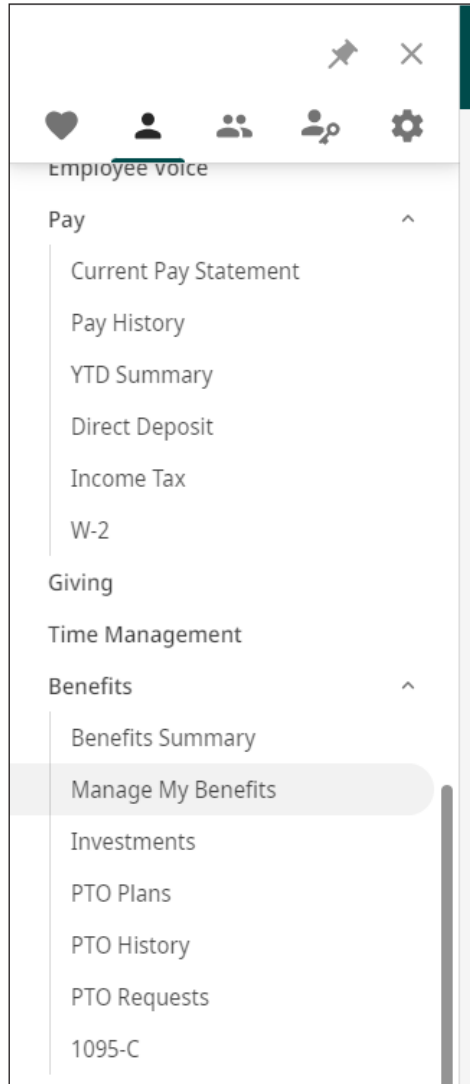 Employee Voice
Pay
Current Pay Statement
Pay History
YTD Summary
Direct Deposit
Income Tax
W-2
Giving
Time Management
Benefits
Benefits Summary
Manage My Benefits
Investments
PTO Plans
PTO History
PTO Requests
1095-C